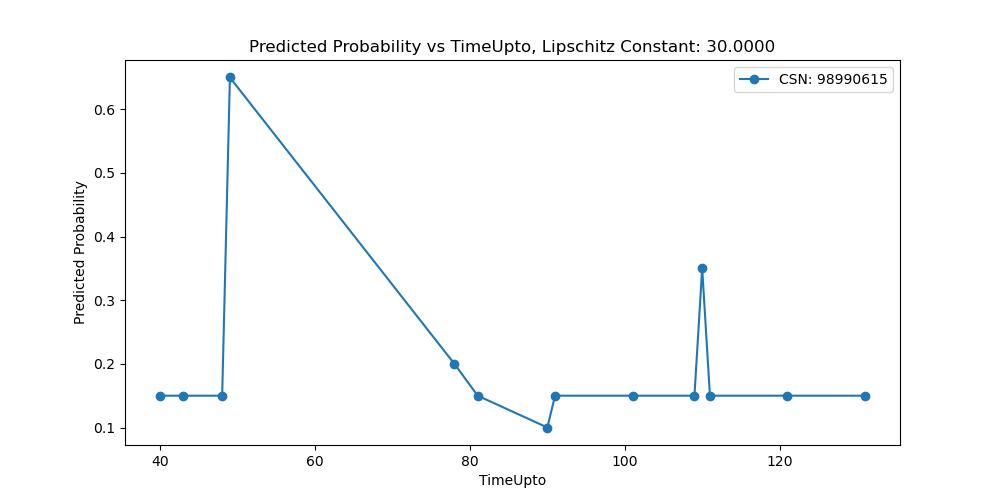 Predicted Probability vs TimeUpto, Lipschitz Constant: 30.0000
CSN: 98990615
Predicted Probability
0.6
0.5
0.4
0.3
0.2
0.1
40 60 80 100 120
TimeUpto